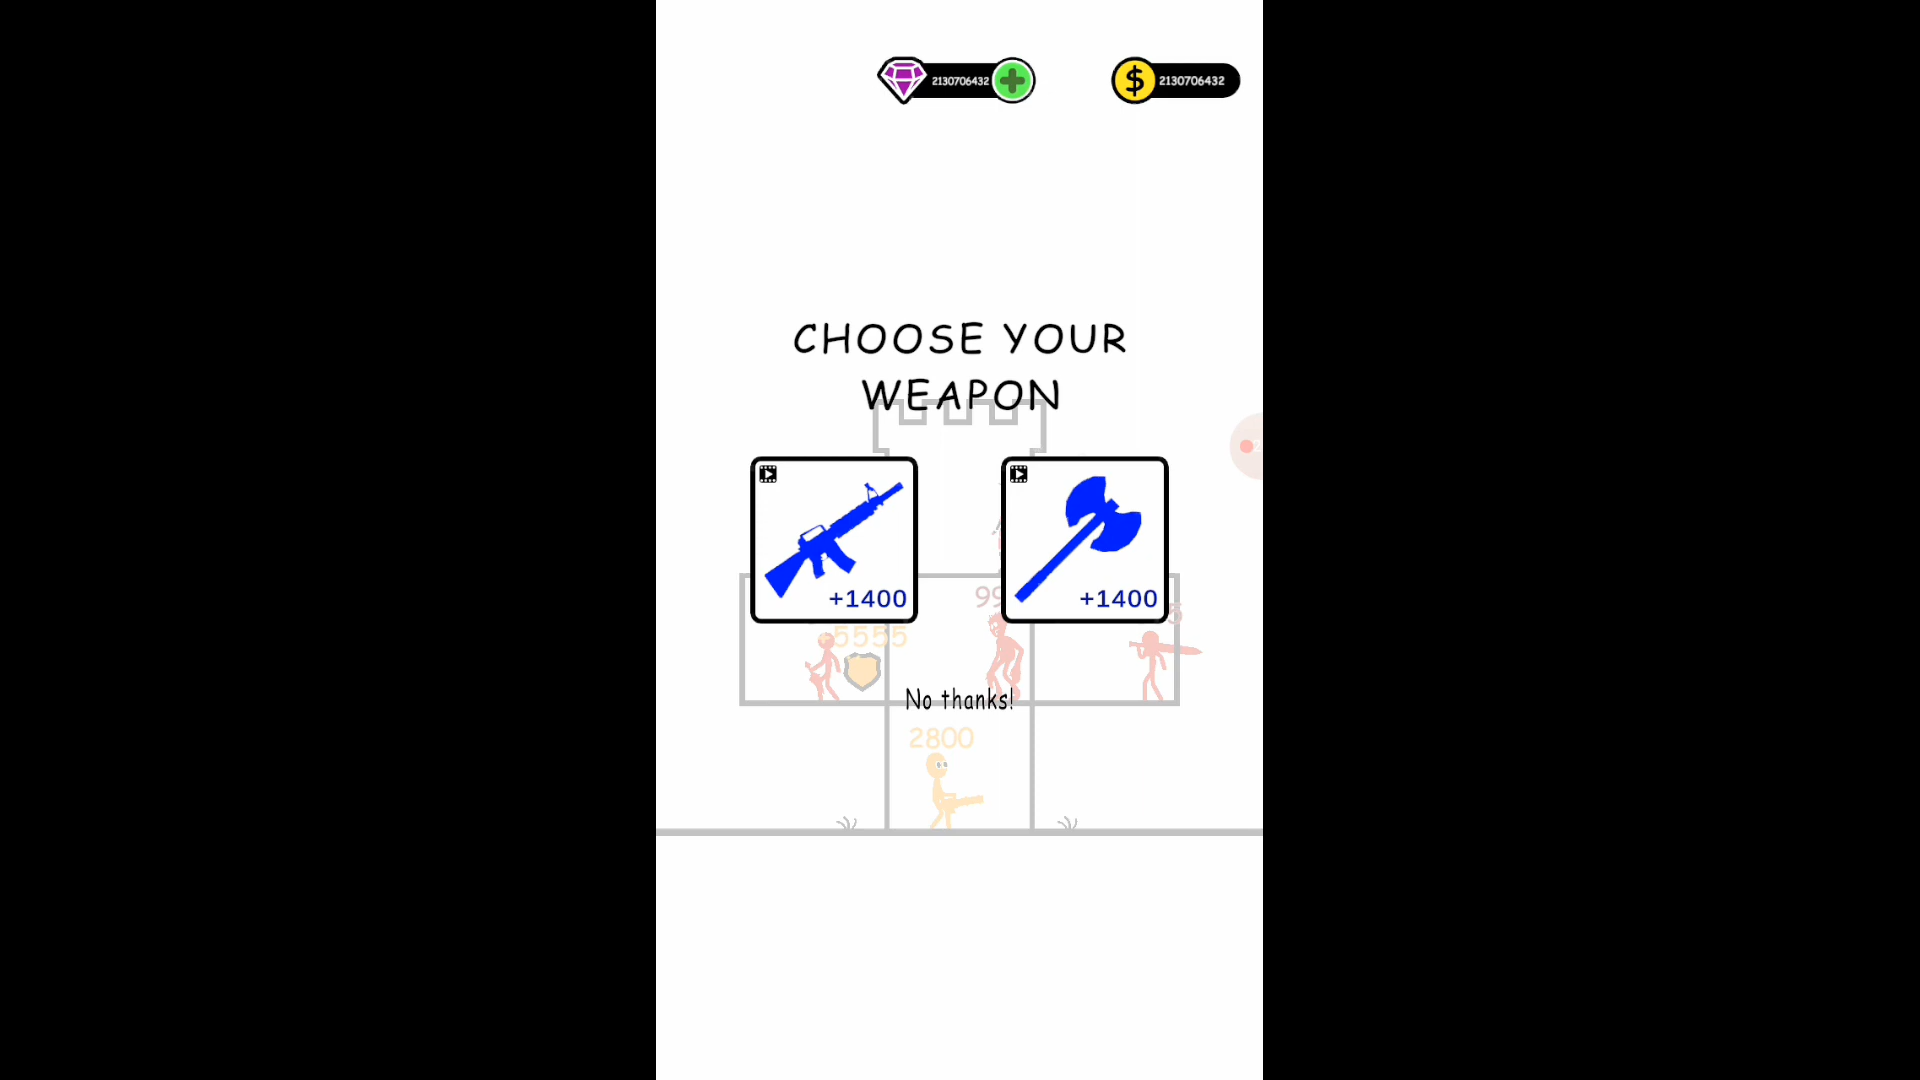 2130706432
$ 2130706432
CHOOSE YOUR
WEAPON
+1400
+1400
+5555
No thanks!
2800